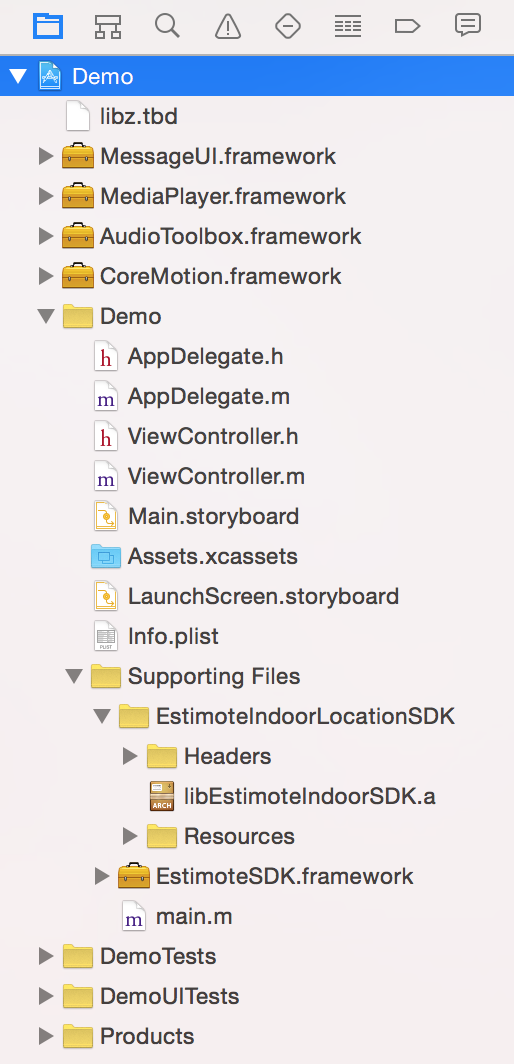 Demo
libz.tbd
MessageUI.framework
MediaPlayer.framework
AudioToolbox.framework
CoreMotion.framework
Demo
h AppDelegate.h
m AppDelegate.m
h ViewController.h
m ViewController.m
Main.storyboard
Assets.xcassets
LaunchScreen.storyboard
PLIST Info.plist
Supporting Files
EstimoteIndoorLocationSDK
Headers
ARCH libEstimoteIndoorSDK.a
Resources
EstimoteSDK.framework
m main.m
DemoTests
DemoUITests
Products